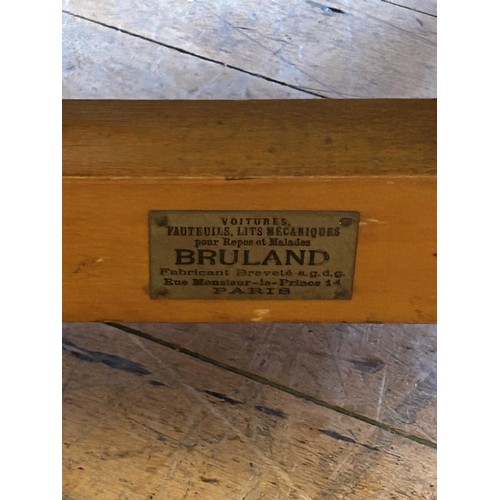 VOITURES,
FAUTEUILS, LITS MÉCANIQUES
pour Repos et Malades
BRULAND
Fabricant Breveté s.g.d.g.
Rue Monsieur-le-Prince 14
PARIS